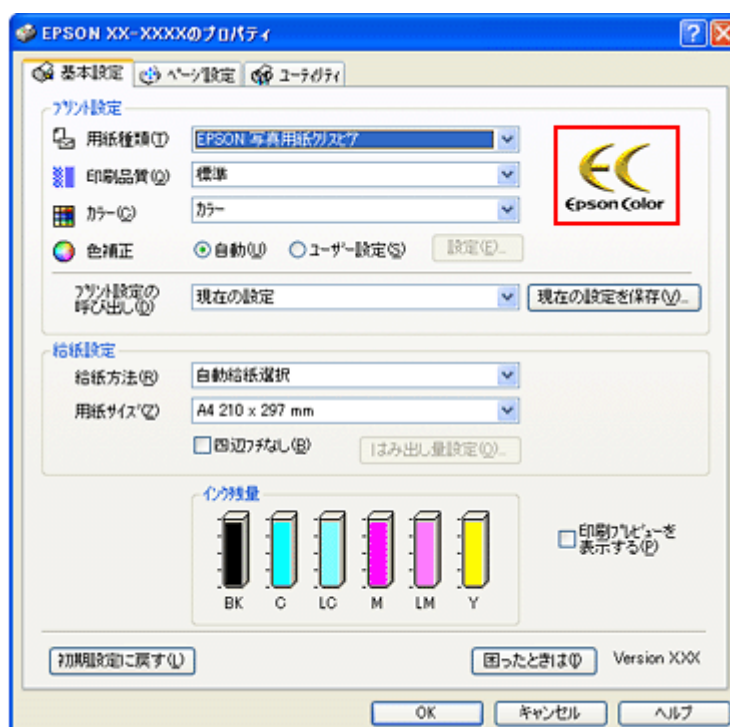 EPSON XX-XXXXのプロパティ
基本設定 ページ設定 ユーティリティ
プリント設定
用紙種類(T) EPSON 写真用紙クリスピア
印刷品質(Q) 標準
カラー(C) カラー
Epson Color
色補正 自動(U) ユーザー設定(S) 設定(E)...
プリント設定の
呼び出し(D) 現在の設定 現在の設定を保存(V)...
給紙設定
給紙方法(R) 自動給紙選択
用紙サイズ(Z) A4 210 x 297 mm
四辺フチなし(B) はみ出し量設定(O)...
インク残量
BK C LC M LM Y
印刷プレビューを
表示する(P)
初期設定に戻す(L) 困ったときは(I) Version XXX
OK キャンセル ヘルプ